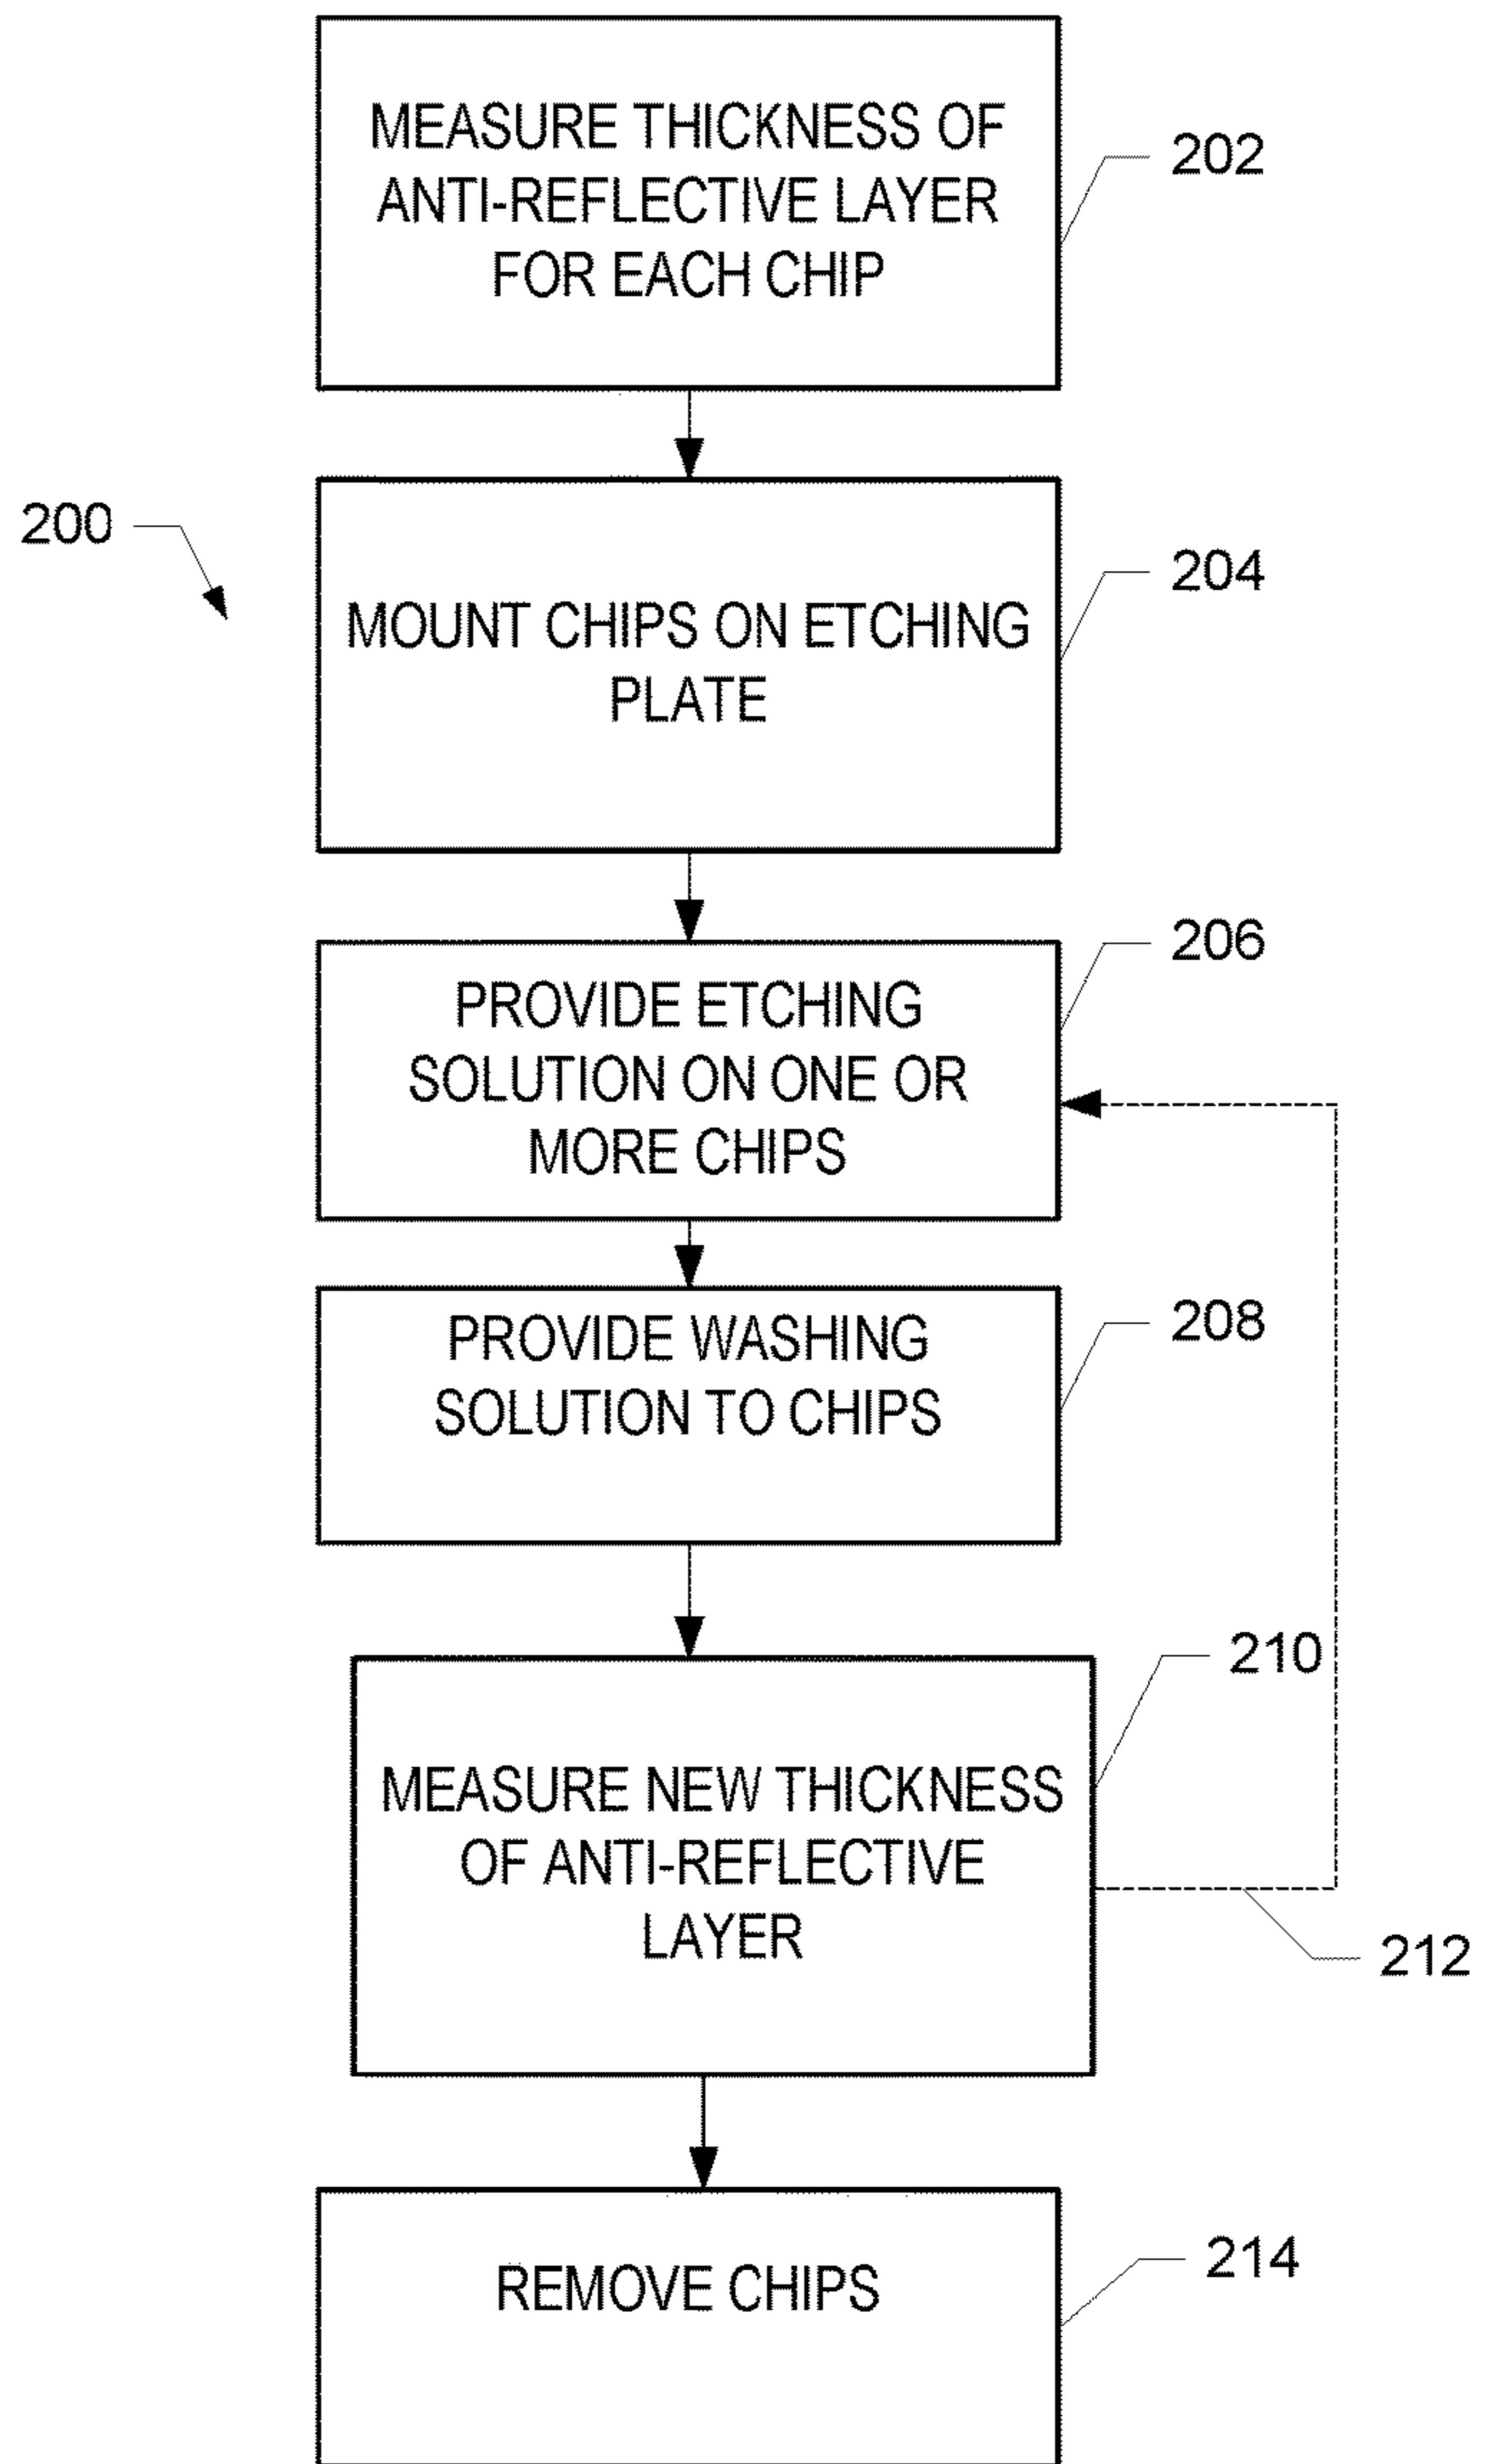 MEASURE THICKNESS OF
ANTI-REFLECTIVE LAYER
FOR EACH CHIP
202
200
MOUNT CHIPS ON ETCHING
PLATE
204
PROVIDE ETCHING
SOLUTION ON ONE OR
MORE CHIPS
206
PROVIDE WASHING
SOLUTION TO CHIPS
208
MEASURE NEW THICKNESS
OF ANTI-REFLECTIVE
LAYER
210
212
REMOVE CHIPS
214